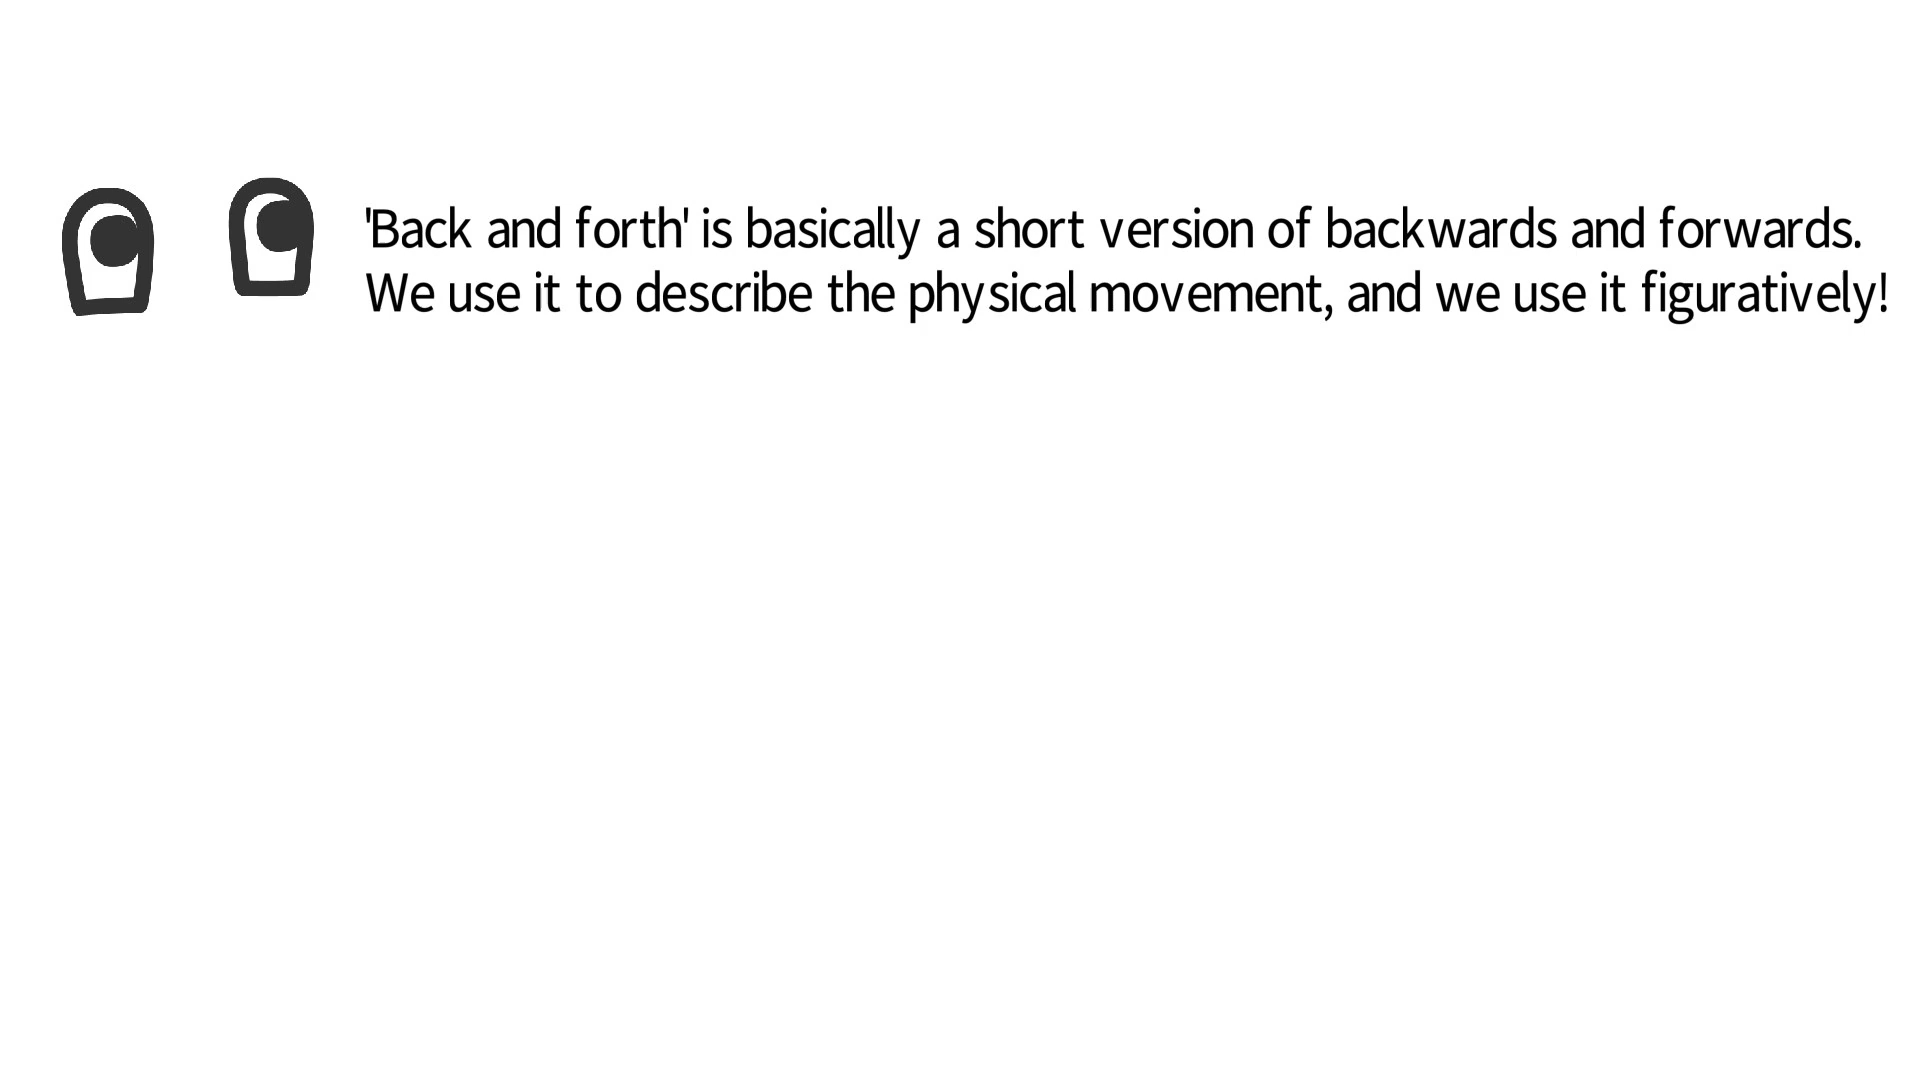 'Back and forth' is basically a short version of backwards and forwards.
We use it to describe the physical movement, and we use it figuratively!